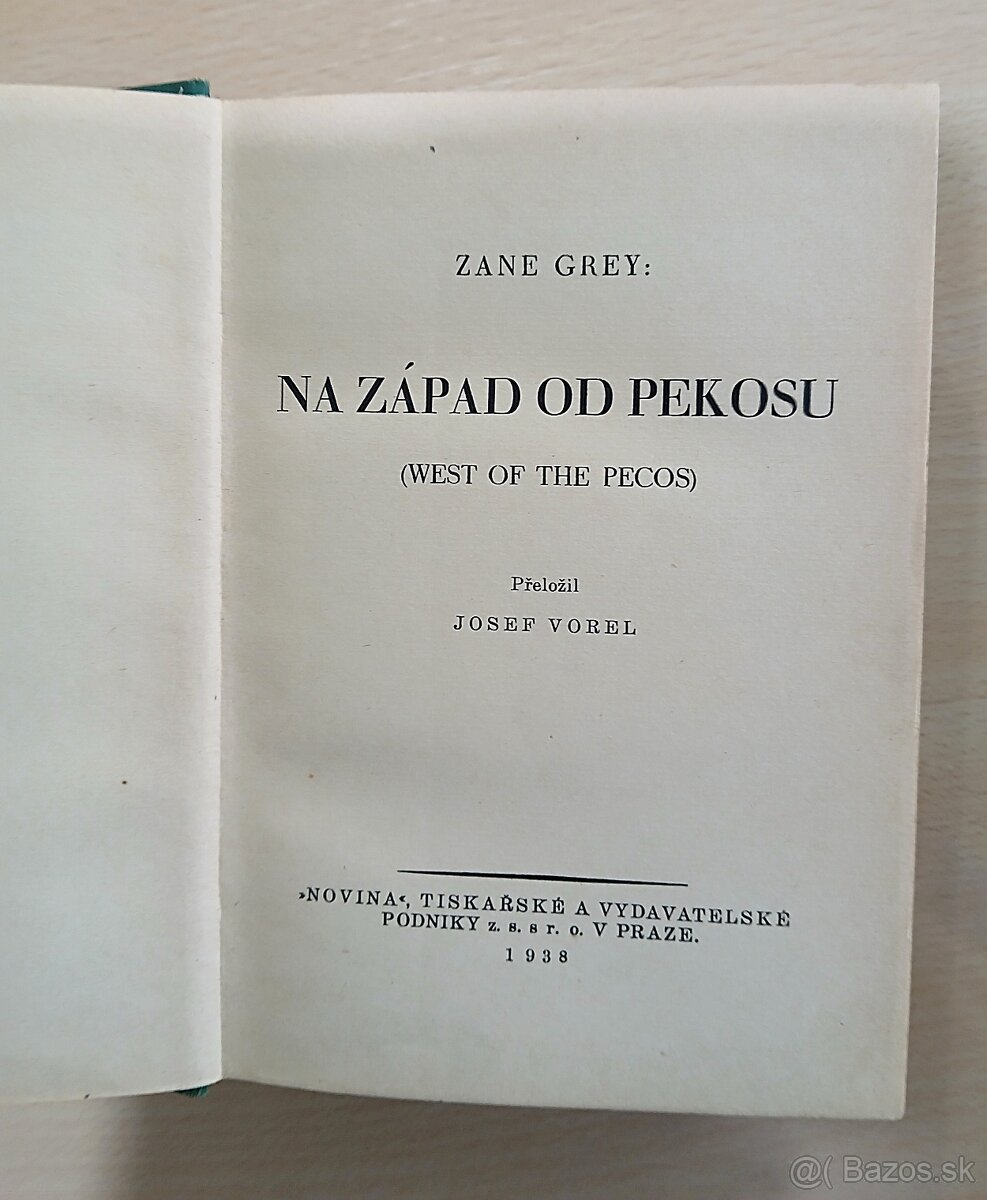 ZANE GREY:
NA ZÁPAD OD PEKOSU
(WEST OF THE PECOS)
Přeložil
JOSEF VOREL
»NOVINA«, TISKAŘSKÉ A VYDAVATELSKÉ
PODNIKY z. s. s r. o. V PRAZE.
1938
@( Bazos.sk